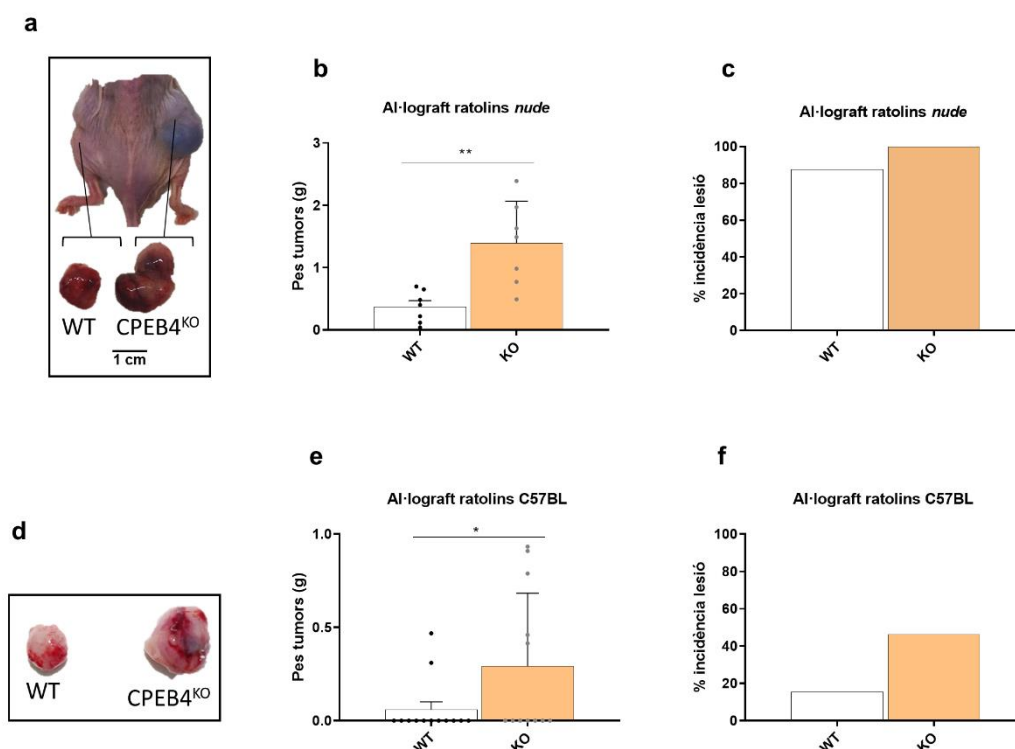 a
WT CPEB4KO
1 cm
b
Al·lograft ratolins nude
Pes tumors (g)
3
2
1
0
**
WT
KO
c
Al·lograft ratolins nude
% incidència lesió
100
80
60
40
20
0
WT
KO
d
WT
CPEB4KO
e
Al·lograft ratolins C57BL
Pes tumors (g)
1.0
0.5
0.0
*
WT
KO
f
Al·lograft ratolins C57BL
% incidència lesió
100
80
60
40
20
0
WT
KO